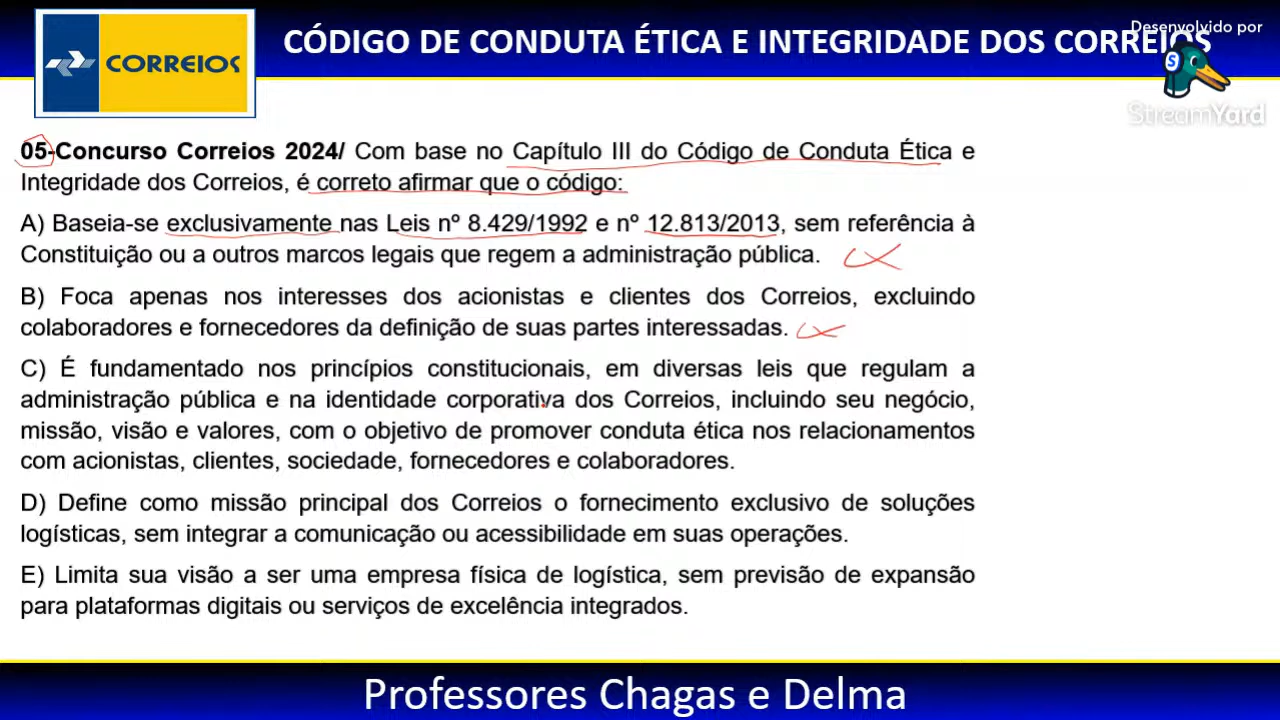 CORREIOS
CÓDIGO DE CONDUTA ÉTICA E INTEGRIDADE DOS CORREIOS
Desenvolvido por
S
StreamYard
05-Concurso Correios 2024/ Com base no Capítulo III do Código de Conduta Ética e
Integridade dos Correios, é correto afirmar que o código:
A) Baseia-se exclusivamente nas Leis nº 8.429/1992 e nº 12.813/2013, sem referência à
Constituição ou a outros marcos legais que regem a administração pública.
B) Foca apenas nos interesses dos acionistas e clientes dos Correios, excluindo
colaboradores e fornecedores da definição de suas partes interessadas.
C) É fundamentado nos princípios constitucionais, em diversas leis que regulam a
administração pública e na identidade corporativa dos Correios, incluindo seu negócio,
missão, visão e valores, com o objetivo de promover conduta ética nos relacionamentos
com acionistas, clientes, sociedade, fornecedores e colaboradores.
D) Define como missão principal dos Correios o fornecimento exclusivo de soluções
logísticas, sem integrar a comunicação ou acessibilidade em suas operações.
E) Limita sua visão a ser uma empresa física de logística, sem previsão de expansão
para plataformas digitais ou serviços de excelência integrados.
Professores Chagas e Delma